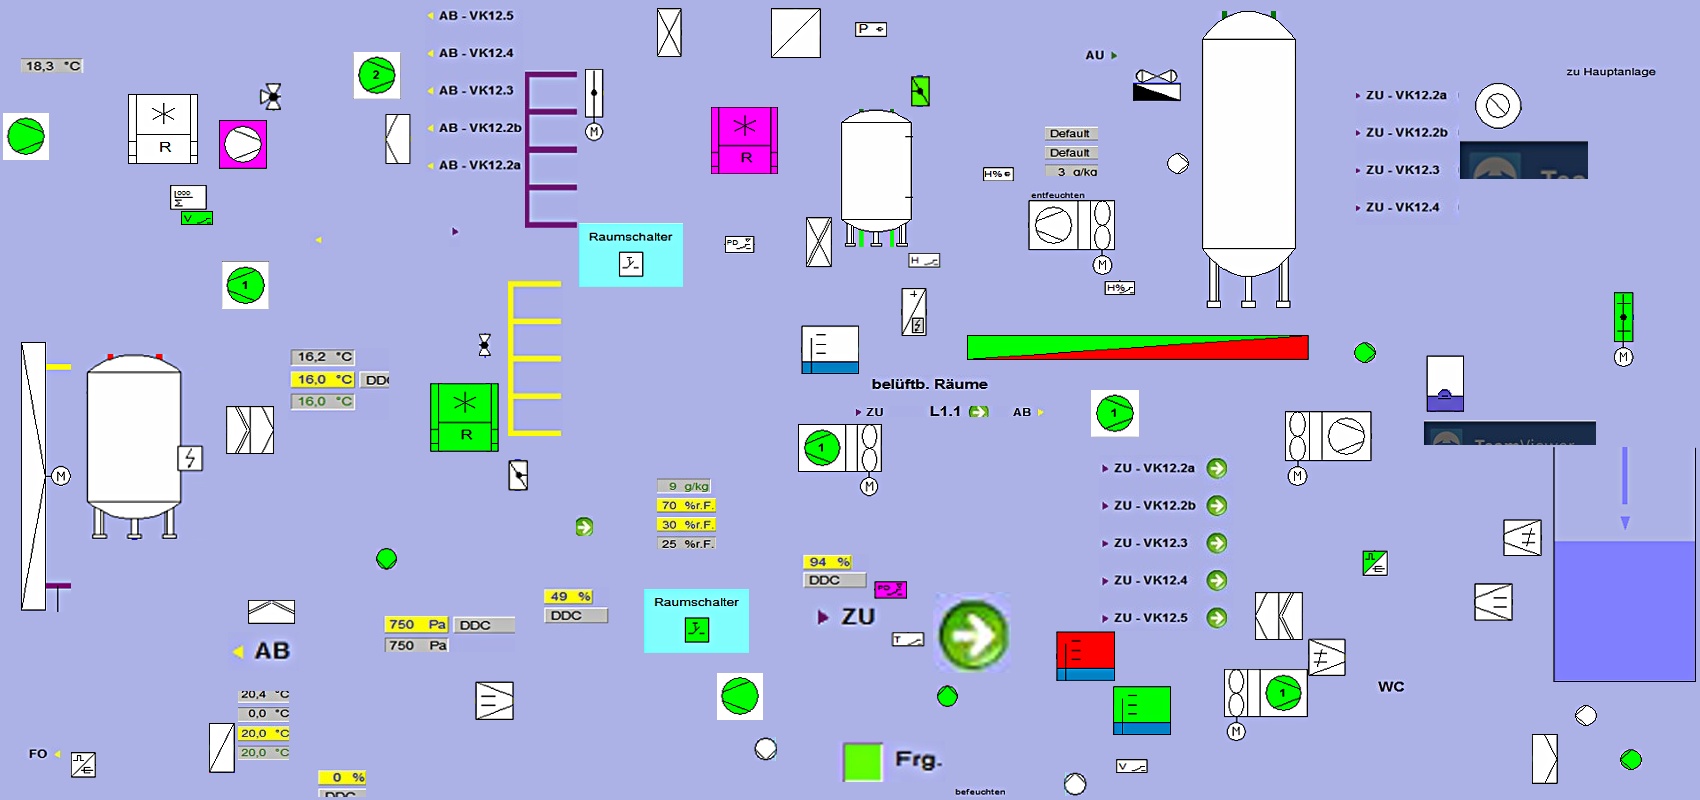 AB - VK12.5
AB - VK12.4
AB - VK12.3
AB - VK12.2b
AB - VK12.2a
18,3 °C
2
R
1000
Σ
V
1
M
P
AU
zu Hauptanlage
ZU - VK12.2a
ZU - VK12.2b
ZU - VK12.3
ZU - VK12.4
R
Default
Default
3 g/kg
H%
entfeuchten
M
H%
PD
H
Raumschalter
16,2 °C
16,0 °C DDC
16,0 °C
R
M
M
belüftb. Räume
ZU L1.1 AB
1
M
1
M
TeamViewer
ZU - VK12.2a
ZU - VK12.2b
ZU - VK12.3
ZU - VK12.4
ZU - VK12.5
9 g/kg
70 %r.F.
30 %r.F.
25 %r.F.
94 %
DDC
PD
ZU
T
49 %
DDC
Raumschalter
750 Pa DDC
750 Pa
AB
20,4 °C
0,0 °C
20,0 °C
20,0 °C
FO
0 %
DDC
1
M
WC
Frg.
V
befeuchten